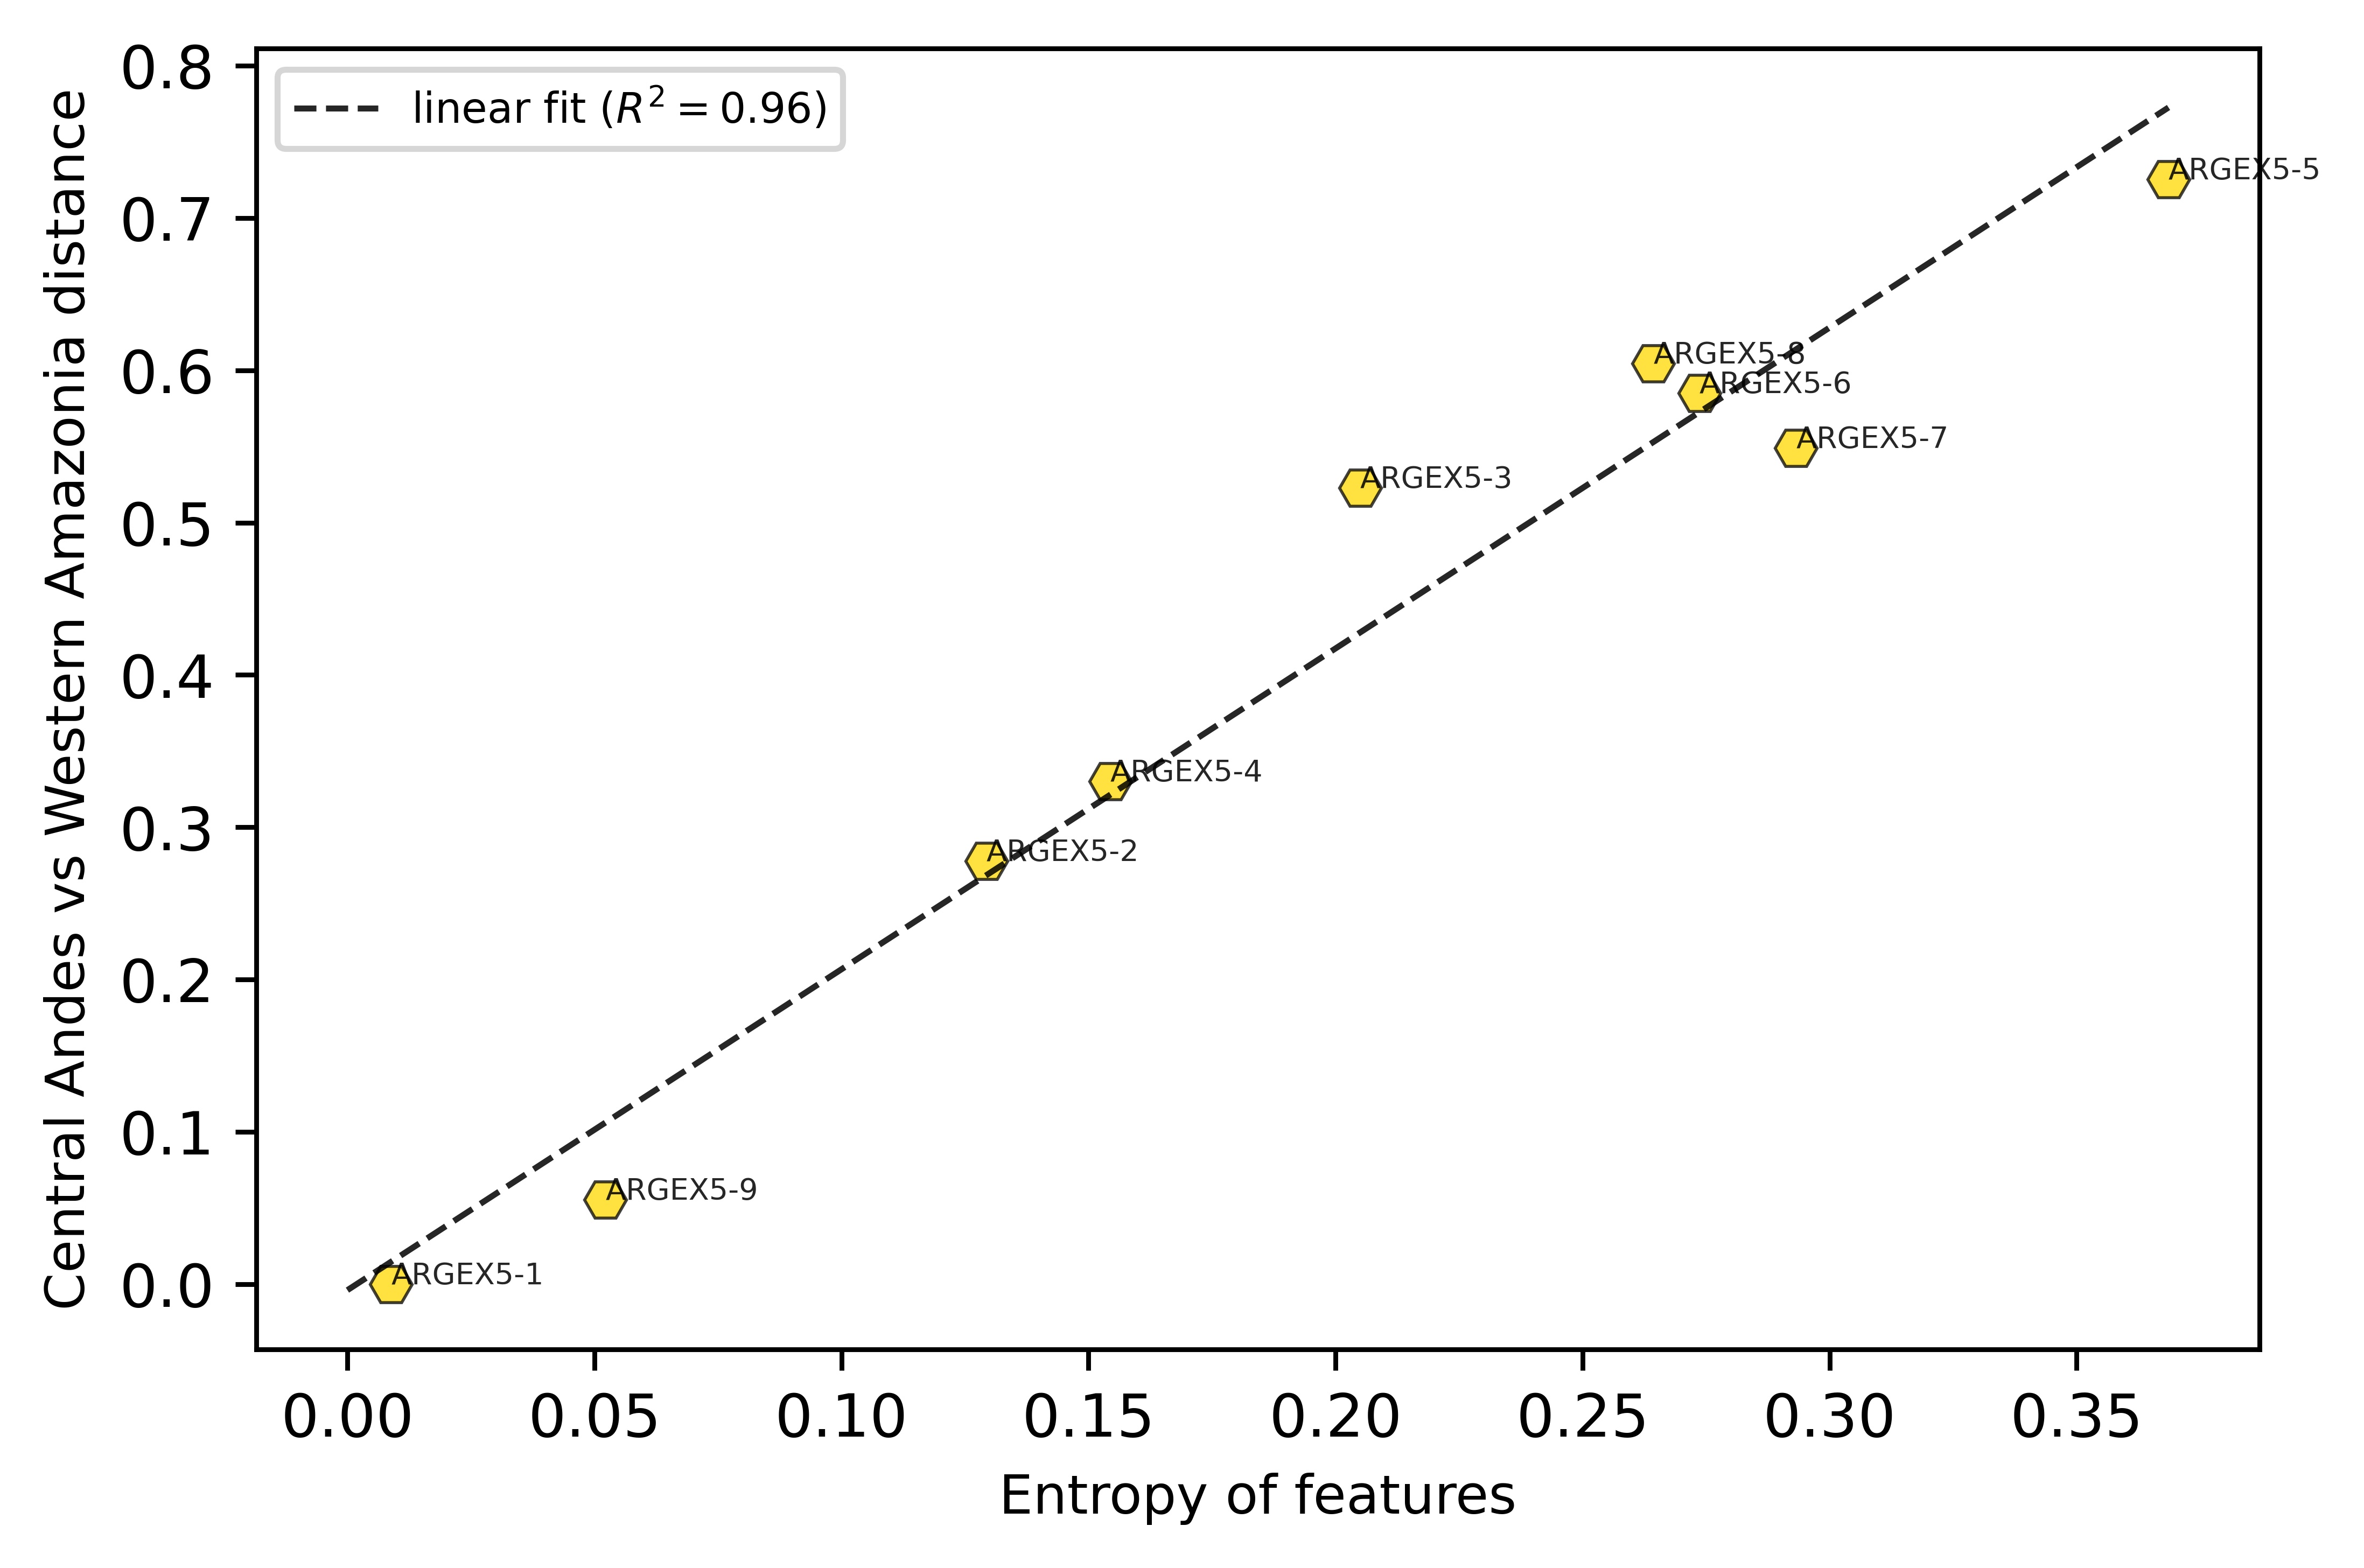 linear fit (R² = 0.96)
Central Andes vs Western Amazonia distance
0.8
0.7
0.6
0.5
0.4
0.3
0.2
0.1
0.0
ARGEX5-5
ARGEX5-8
ARGEX5-6
ARGEX5-7
ARGEX5-3
ARGEX5-4
ARGEX5-2
ARGEX5-9
ARGEX5-1
0.00 0.05 0.10 0.15 0.20 0.25 0.30 0.35
Entropy of features